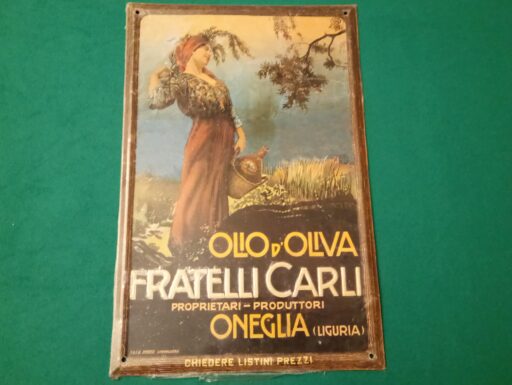 OLIO D'OLIVA
FRATELLI CARLI
PROPRIETARI - PRODUTTORI
ONEGLIA (LIGURIA)
CHIEDERE LISTINI PREZZI